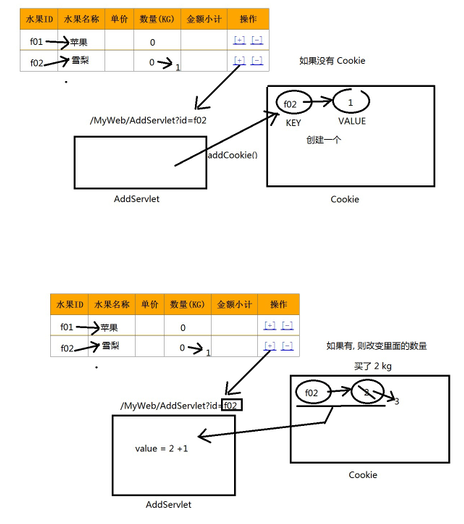 水果ID 水果名称 单价 数量(KG) 金额小计 操作
f01 苹果 0 [+] [-]
f02 雪梨 0 1 [+] [-]
如果没有 Cookie
/MyWeb/AddServlet?id=f02
f02 1
KEY VALUE
创建一个
addCookie()
AddServlet
Cookie
水果ID 水果名称 单价 数量(KG) 金额小计 操作
f01 苹果 0 [+] [-]
f02 雪梨 0 1 [+] [-]
如果有, 则改变里面的数量
买了 2 kg
/MyWeb/AddServlet?id=f02
f02 2 3
value = 2 +1
Cookie
AddServlet